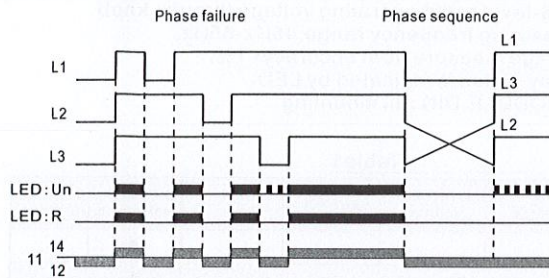 Phase failure Phase sequence
L1 L1
L3
L2 L2
L3
LED:Un
LED:R
14
11
12